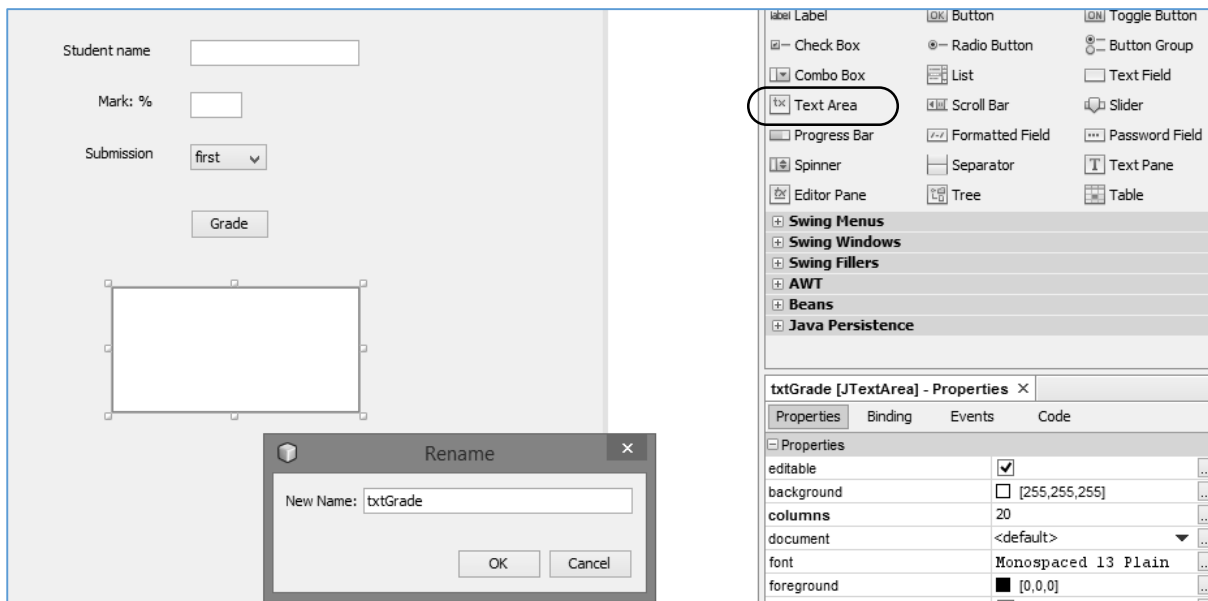 Student name
Mark: %
Submission
first
Grade
Rename
New Name: txtGrade
OK Cancel
label Label OK Button ON Toggle Button
Check Box Radio Button Button Group
Combo Box List Text Field
tx Text Area Scroll Bar Slider
Progress Bar Formatted Field Password Field
Spinner Separator T Text Pane
Editor Pane Tree Table
Swing Menus
Swing Windows
Swing Fillers
AWT
Beans
Java Persistence
txtGrade [JTextArea] - Properties ×
Properties Binding Events Code
Properties
editable
background [255,255,255] ...
columns 20 ...
document <default> ...
font Monospaced 13 Plain ...
foreground [0,0,0] ...